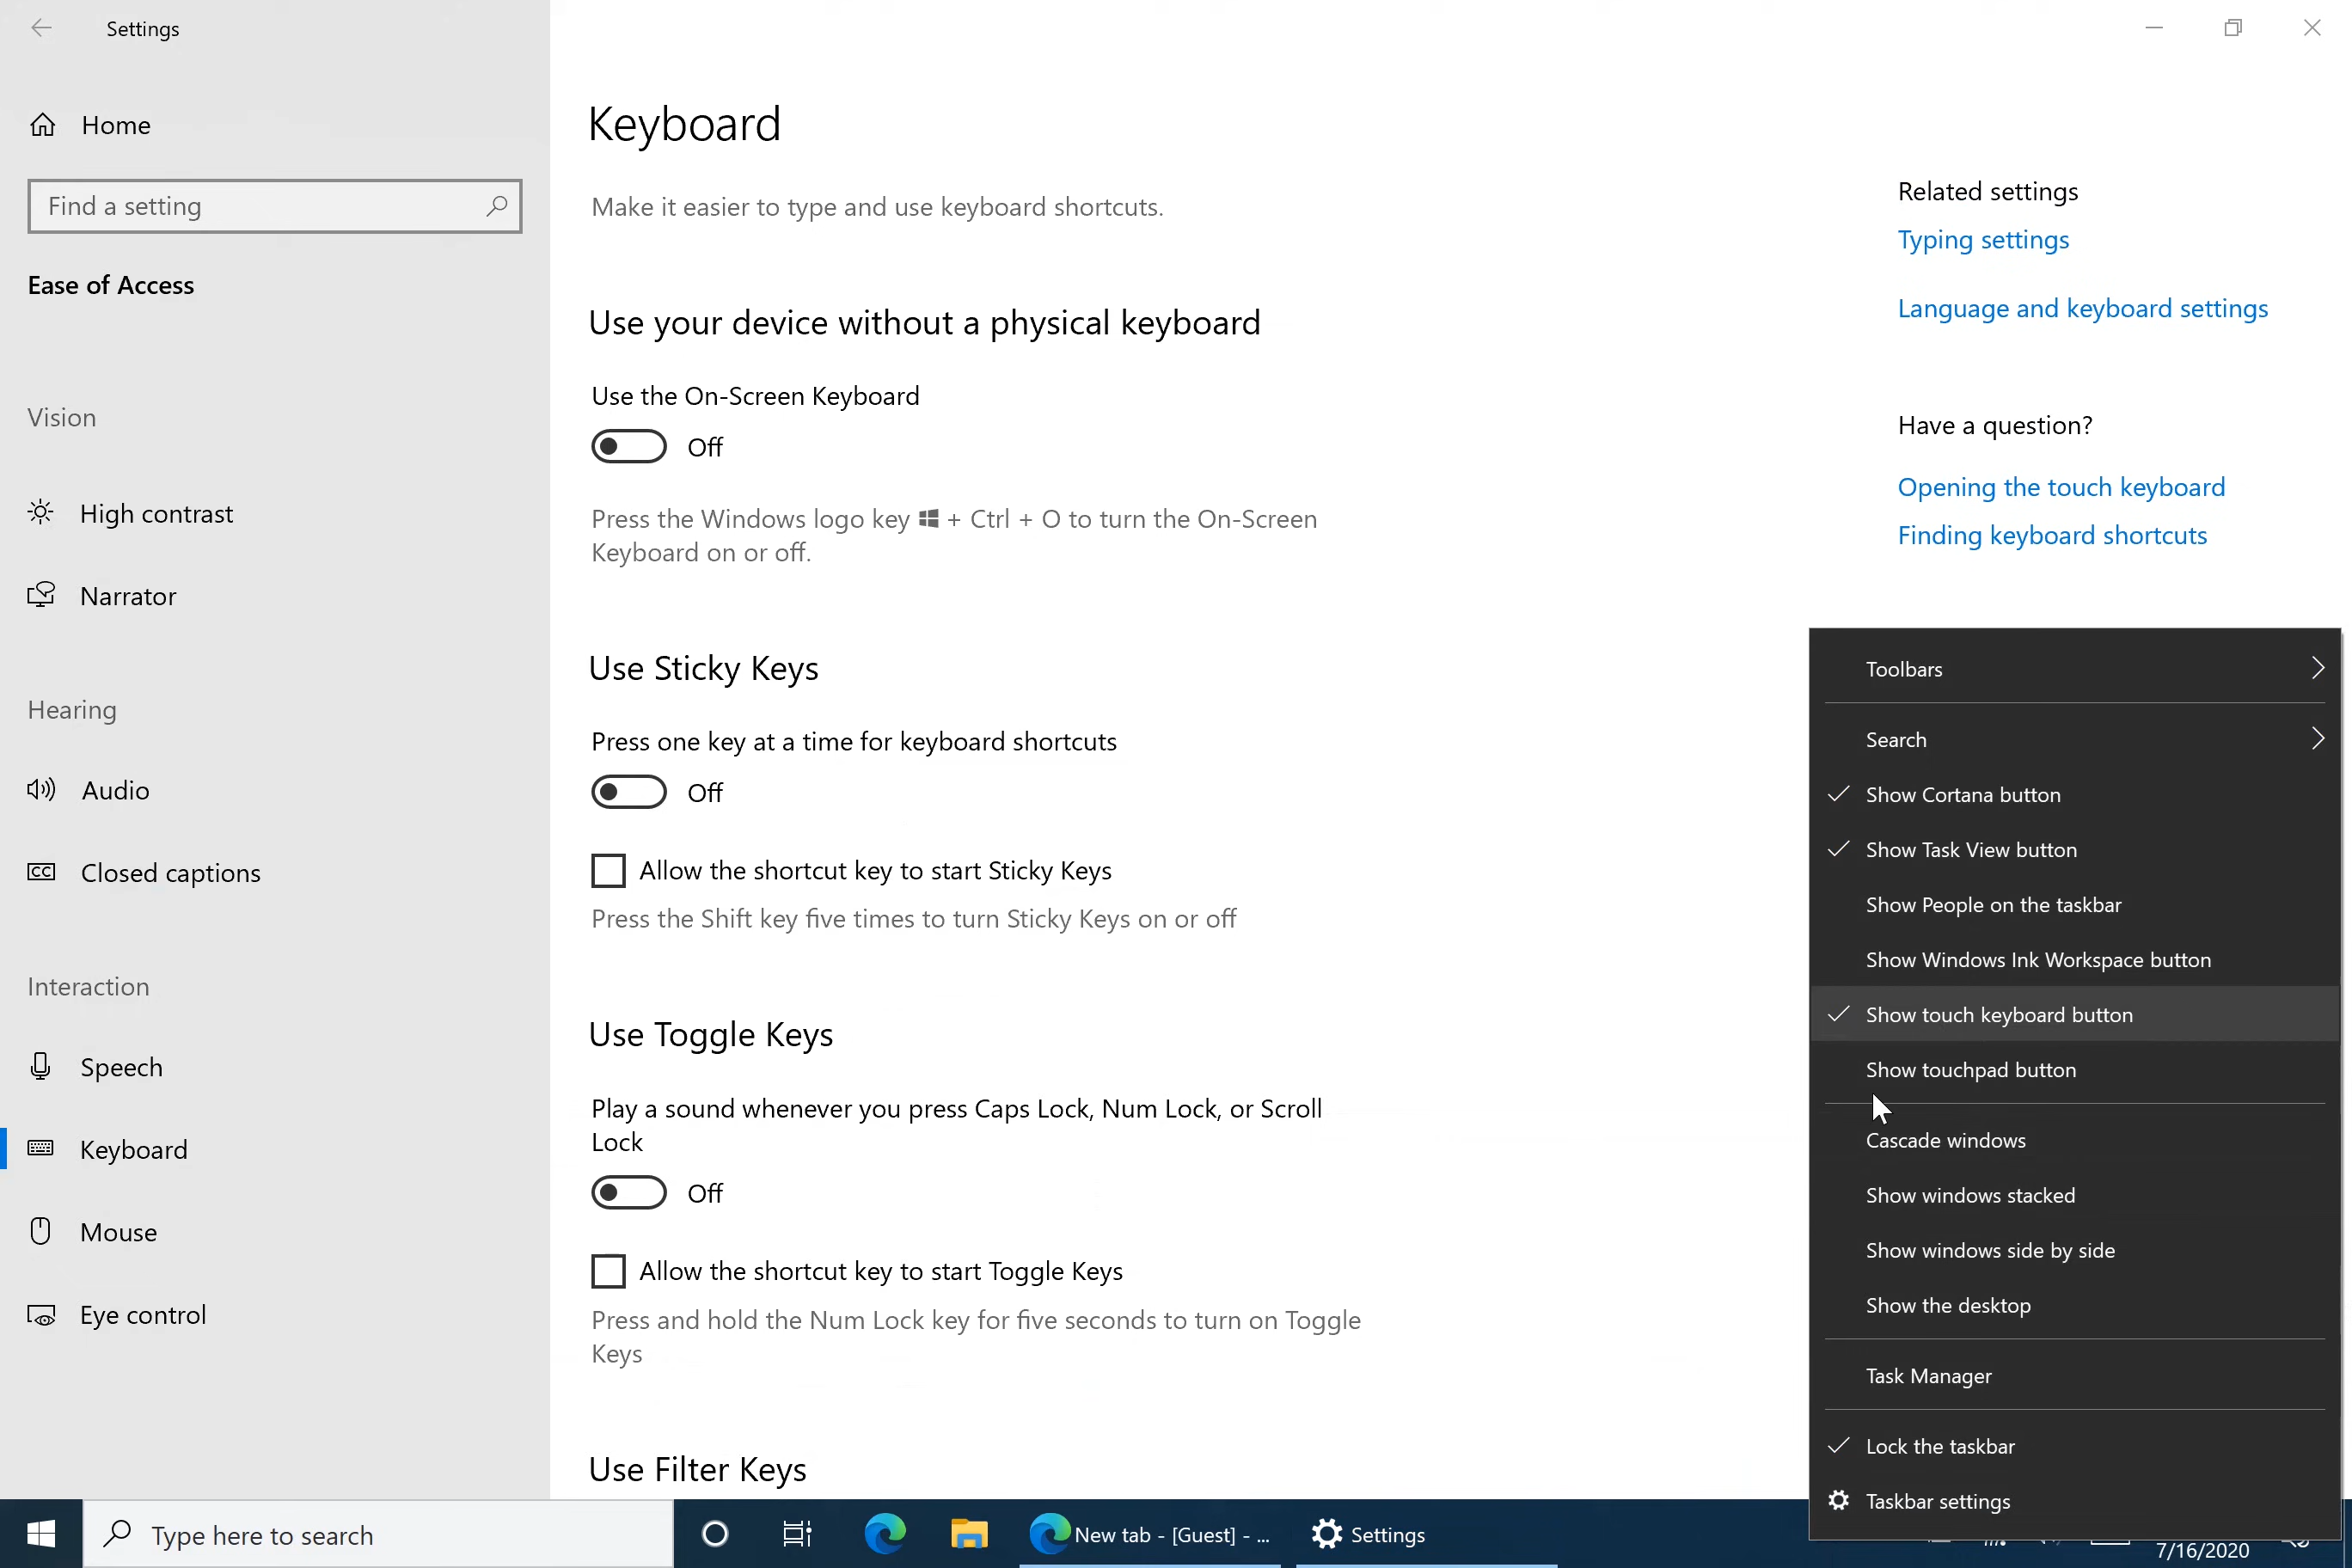 Settings
Home
Find a setting
Ease of Access
Vision
High contrast
Narrator
Hearing
Audio
Closed captions
Interaction
Speech
Keyboard
Mouse
Eye control
Keyboard
Make it easier to type and use keyboard shortcuts.
Use your device without a physical keyboard
Use the On-Screen Keyboard
Off
Press the Windows logo key + Ctrl + O to turn the On-Screen
Keyboard on or off.
Use Sticky Keys
Press one key at a time for keyboard shortcuts
Off
Allow the shortcut key to start Sticky Keys
Press the Shift key five times to turn Sticky Keys on or off
Use Toggle Keys
Play a sound whenever you press Caps Lock, Num Lock, or Scroll
Lock
Off
Allow the shortcut key to start Toggle Keys
Press and hold the Num Lock key for five seconds to turn on Toggle
Keys
Use Filter Keys
Related settings
Typing settings
Language and keyboard settings
Have a question?
Opening the touch keyboard
Finding keyboard shortcuts
Toolbars
Search
Show Cortana button
Show Task View button
Show People on the taskbar
Show Windows Ink Workspace button
Show touch keyboard button
Show touchpad button
Cascade windows
Show windows stacked
Show windows side by side
Show the desktop
Task Manager
Lock the taskbar
Taskbar settings
Type here to search
New tab - [Guest] - ...
Settings
7/16/2020